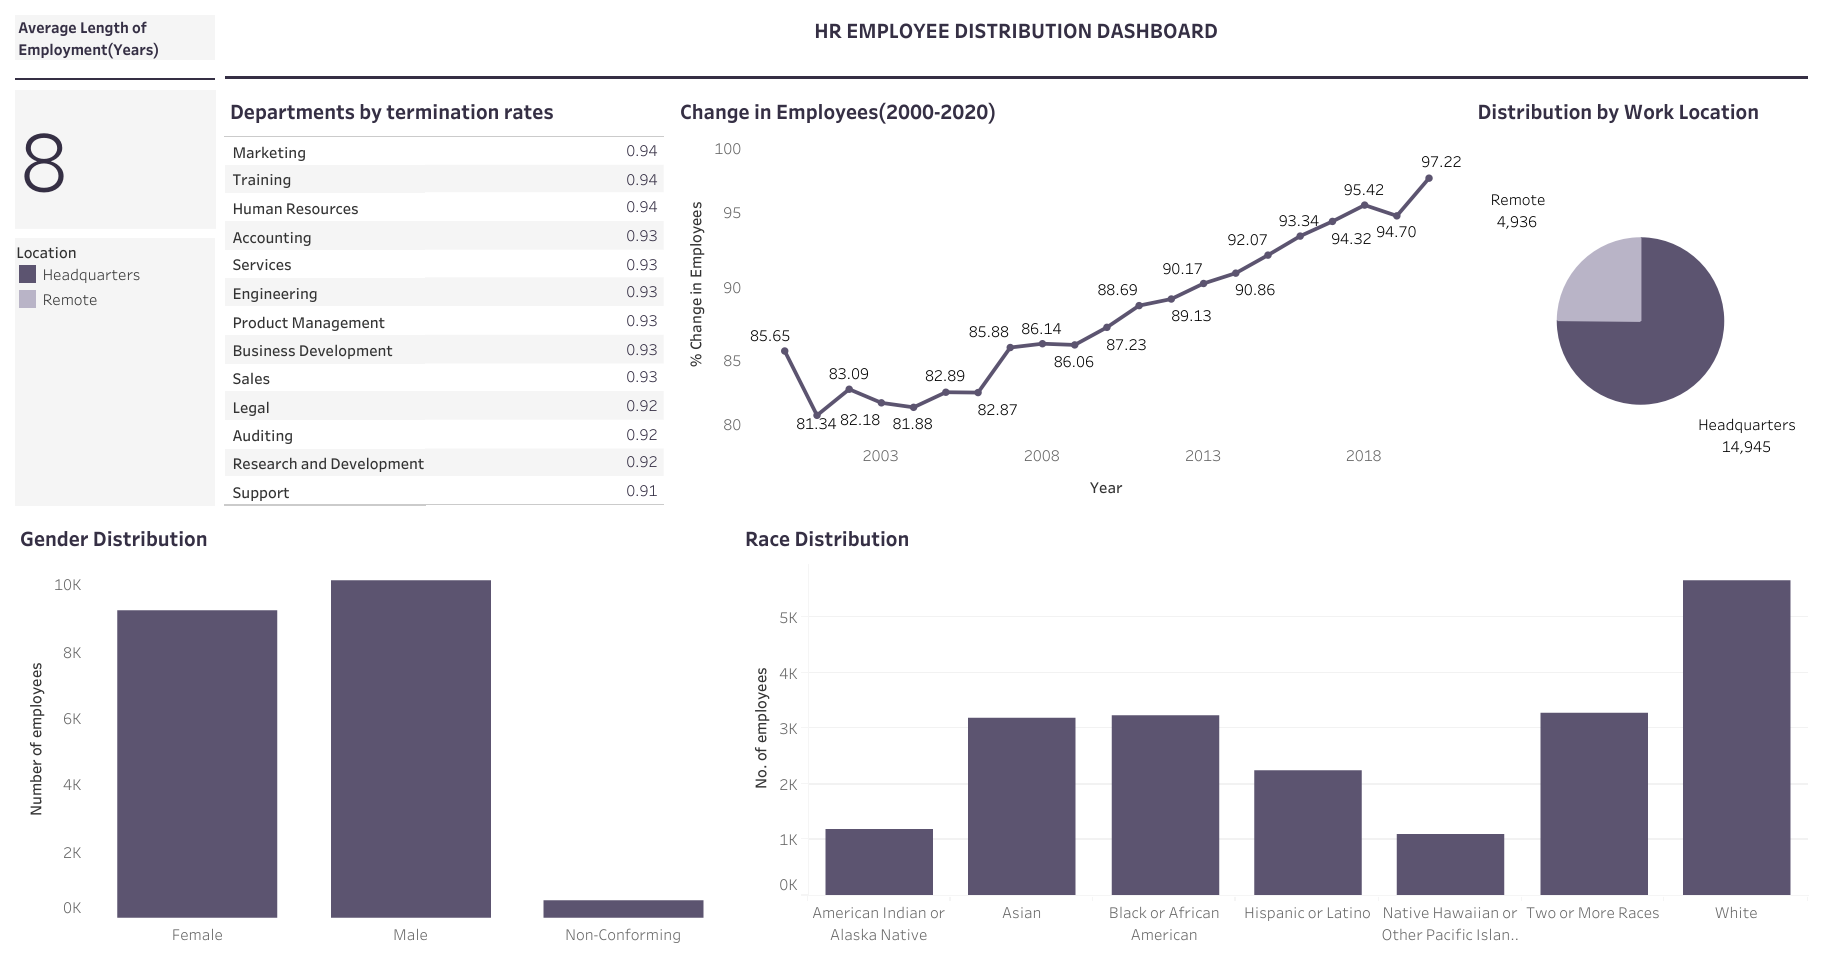 Average Length of
Employment(Years)
HR EMPLOYEE DISTRIBUTION DASHBOARD
8
Location
Headquarters
Remote
Departments by termination rates
Marketing 0.94
Training 0.94
Human Resources 0.94
Accounting 0.93
Services 0.93
Engineering 0.93
Product Management 0.93
Business Development 0.93
Sales 0.93
Legal 0.92
Auditing 0.92
Research and Development 0.92
Support 0.91
Change in Employees(2000-2020)
% Change in Employees
100
95
90
85
80
85.65
81.34
83.09
82.18
81.88
82.89
82.87
85.88
86.14
86.06
87.23
88.69
89.13
90.17
90.86
92.07
93.34
94.32
95.42
94.70
97.22
2003 2008 2013 2018
Year
Distribution by Work Location
Remote
4,936
Headquarters
14,945
Gender Distribution
Number of employees
10K
8K
6K
4K
2K
0K
Female Male Non-Conforming
Race Distribution
No. of employees
5K
4K
3K
2K
1K
0K
American Indian or
Alaska Native
Asian
Black or African
American
Hispanic or Latino
Native Hawaiian or
Other Pacific Islan..
Two or More Races
White